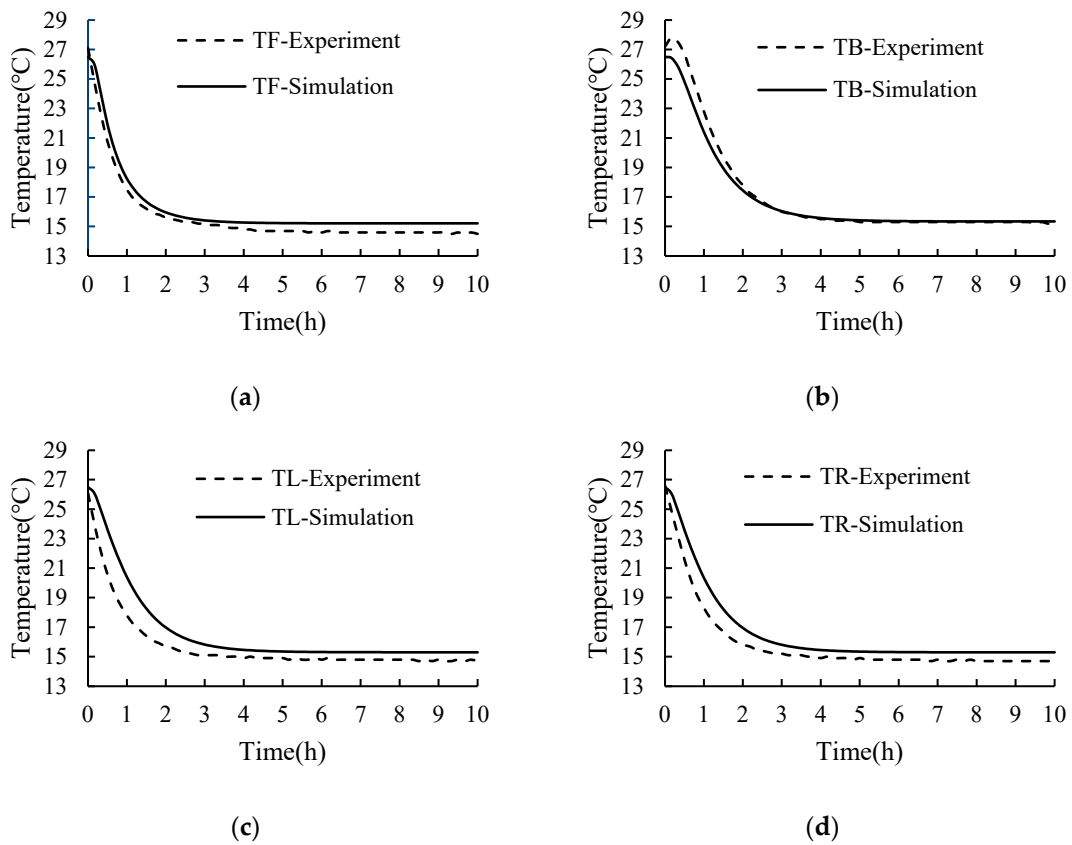 29
27
25
23
21
19
17
15
13
Temperature(°C)
TF-Experiment
TF-Simulation
0 1 2 3 4 5 6 7 8 9 10
Time(h)
(a)
29
27
25
23
21
19
17
15
13
Temperature(°C)
TB-Experiment
TB-Simulation
0 1 2 3 4 5 6 7 8 9 10
Time(h)
(b)
29
27
25
23
21
19
17
15
13
Temperature(°C)
TL-Experiment
TL-Simulation
0 1 2 3 4 5 6 7 8 9 10
Time(h)
(c)
29
27
25
23
21
19
17
15
13
Temperature(°C)
TR-Experiment
TR-Simulation
0 1 2 3 4 5 6 7 8 9 10
Time(h)
(d)